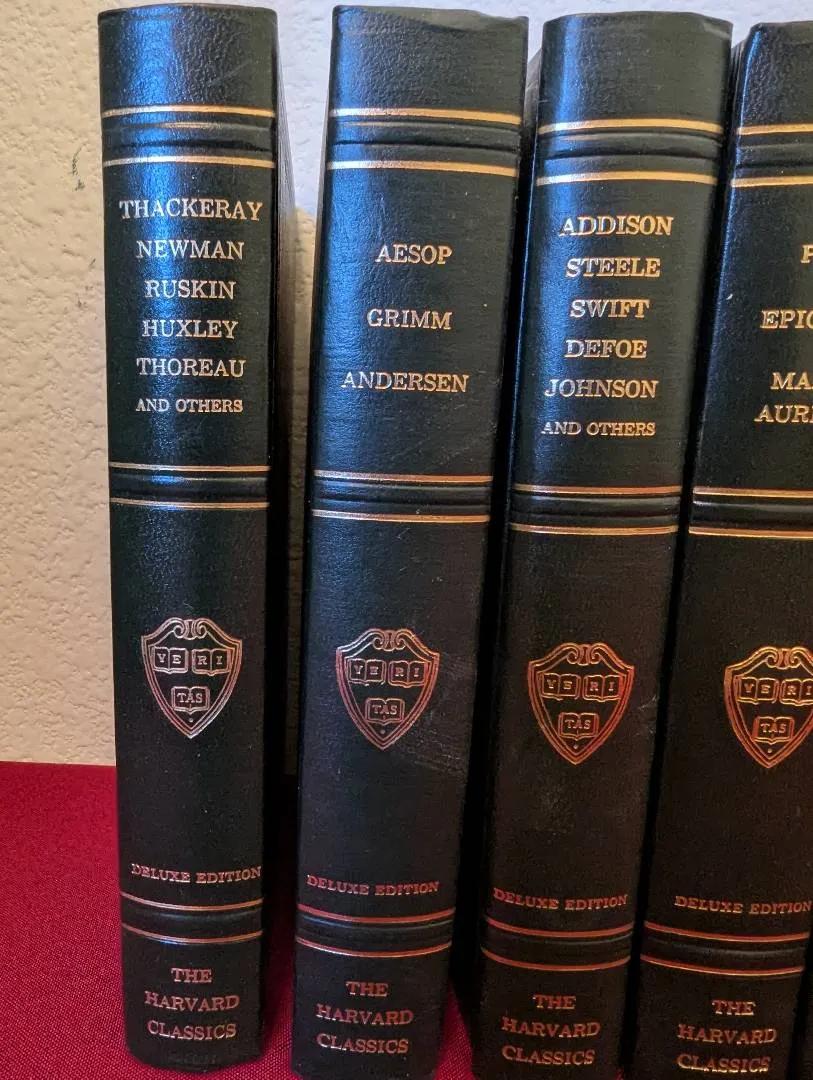 THACKERAY
NEWMAN
RUSKIN
HUXLEY
THOREAU
AND OTHERS
VE RI
TAS
DELUXE EDITION
THE
HARVARD
CLASSICS
AESOP
GRIMM
ANDERSEN
VE RI
TAS
DELUXE EDITION
THE
HARVARD
CLASSICS
ADDISON
STEELE
SWIFT
DEFOE
JOHNSON
AND OTHERS
VE RI
TAS
DELUXE EDITION
THE
HARVARD
CLASSICS
VE RI
TAS
DELUXE EDITION
THE
HARVARD
CLASSICS